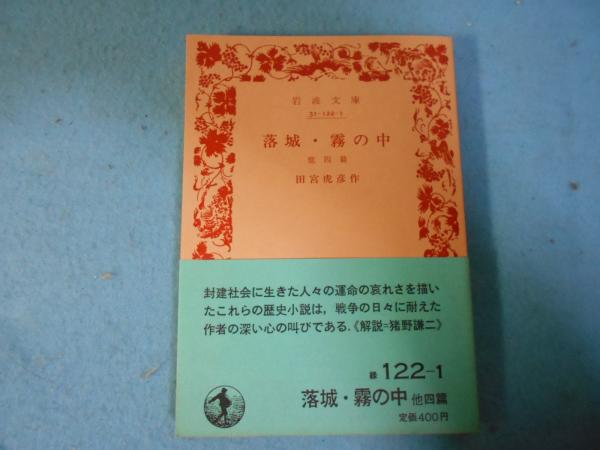 岩波文庫
31-122-1
落城・霧の中
他四篇
田宮虎彦作
封建社会に生きた人々の運命の哀れさを描い
たこれらの歴史小説は，戦争の日々に耐えた
作者の深い心の叫びである.《解説=猪野謙二》
緑 122-1
落城・霧の中 他四篇
定価400円